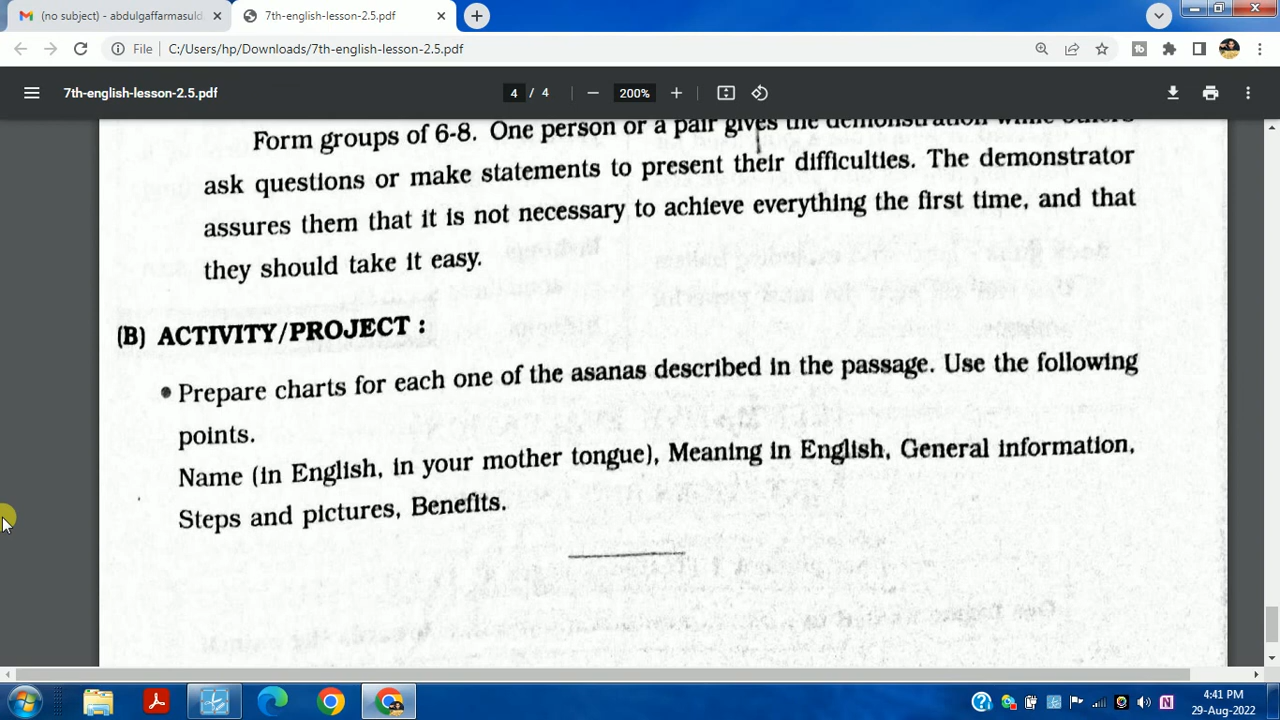 (no subject) - abdulgaffarmasuld
7th-english-lesson-2.5.pdf
File
C:/Users/hp/Downloads/7th-english-lesson-2.5.pdf
7th-english-lesson-2.5.pdf
4 / 4
200%
Form groups of 6-8. One person or a pair gives the demonstration while others
ask questions or make statements to present their difficulties. The demonstrator
assures them that it is not necessary to achieve everything the first time, and that
they should take it easy.
(B) ACTIVITY/PROJECT :
• Prepare charts for each one of the asanas described in the passage. Use the following
points.
Name (in English, in your mother tongue), Meaning in English, General information,
Steps and pictures, Benefits.
4:41 PM
29-Aug-2022